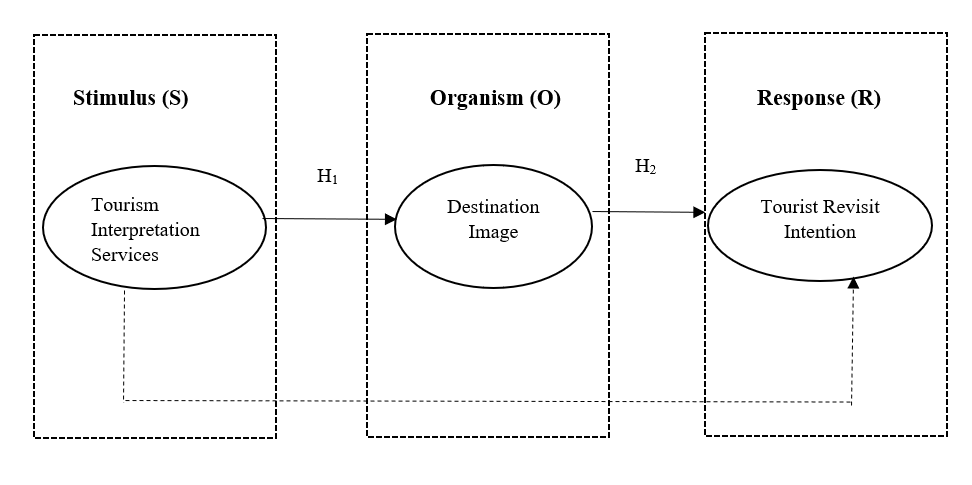 Stimulus (S)
Organism (O)
Response (R)
H₁
H₂
Tourism
Interpretation
Services
Destination
Image
Tourist Revisit
Intention